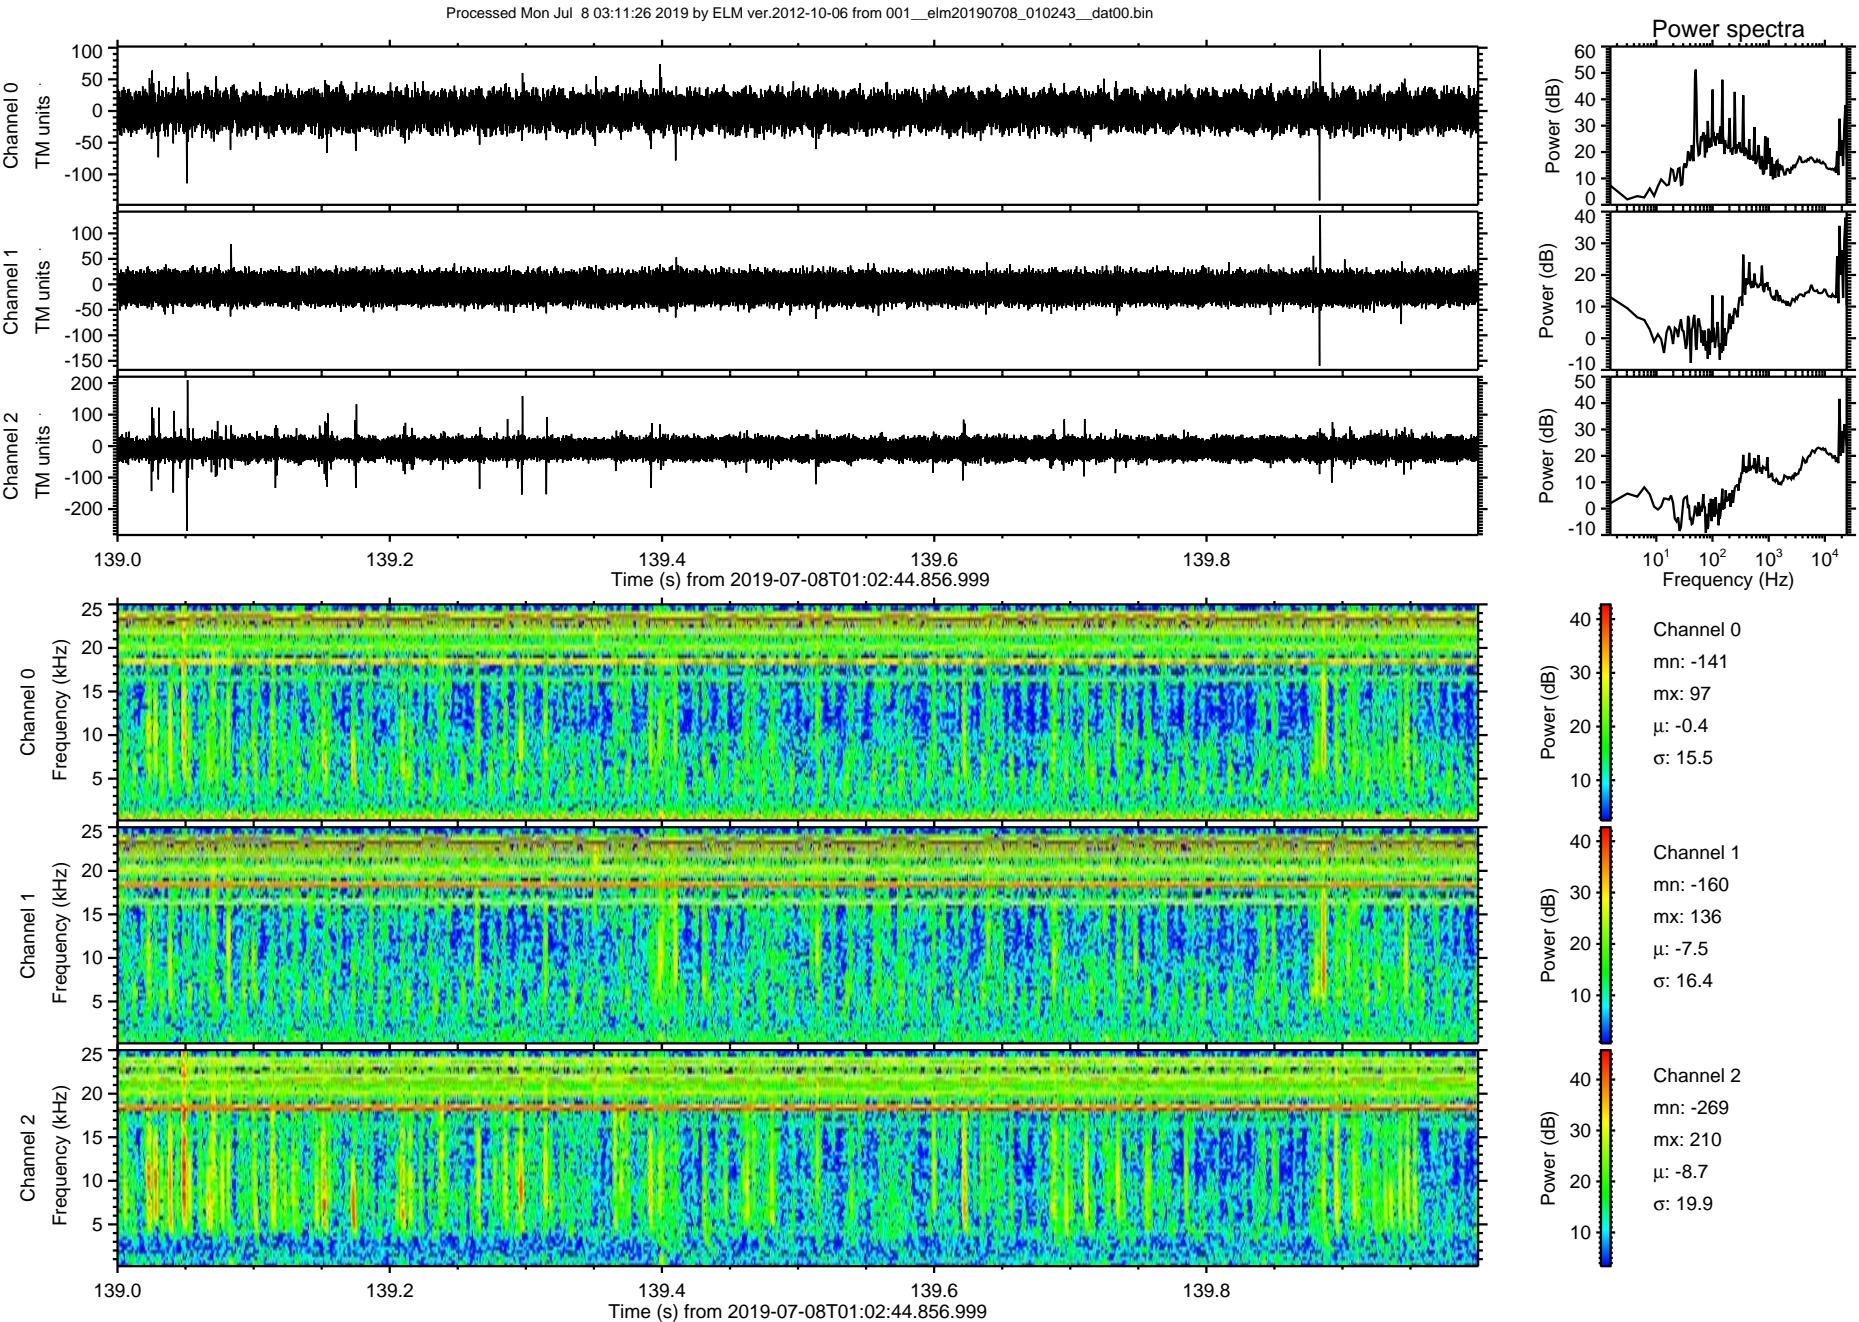 Processed Mon Jul  8 03:11:26 2019 by ELM ver.2012-10-06 from 001__elm20190708_010243__dat00.bin
Power spectra
Channel 0
TM units
100
50
0
-50
-100
Power (dB)
60
50
40
30
20
10
0
Channel 1
TM units
100
50
0
-50
-100
-150
Power (dB)
40
30
20
10
0
-10
Channel 2
TM units
200
100
0
-100
-200
Power (dB)
50
40
30
20
10
0
-10
139.0 139.2 139.4 139.6 139.8
Time (s) from 2019-07-08T01:02:44.856.999
10^1 10^2 10^3 10^4
Frequency (Hz)
Channel 0
Frequency (kHz)
25
20
15
10
5
Power (dB)
40
30
20
10
Channel 0
mn: -141
mx: 97
μ: -0.4
σ: 15.5
Channel 1
Frequency (kHz)
25
20
15
10
5
Power (dB)
40
30
20
10
Channel 1
mn: -160
mx: 136
μ: -7.5
σ: 16.4
Channel 2
Frequency (kHz)
25
20
15
10
5
Power (dB)
40
30
20
10
Channel 2
mn: -269
mx: 210
μ: -8.7
σ: 19.9
139.0 139.2 139.4 139.6 139.8
Time (s) from 2019-07-08T01:02:44.856.999